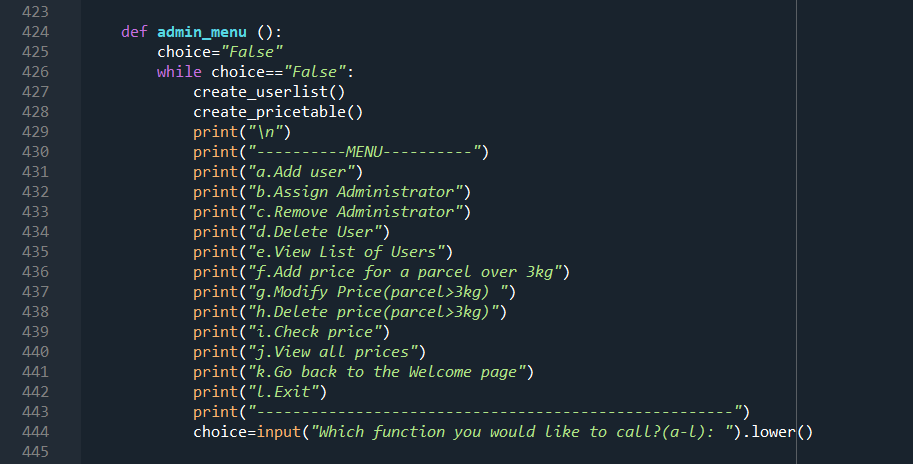 423
424 def admin_menu ():
425 choice="False"
426 while choice=="False":
427 create_userlist()
428 create_pricetable()
429 print("\n")
430 print("----------MENU----------")
431 print("a.Add user")
432 print("b.Assign Administrator")
433 print("c.Remove Administrator")
434 print("d.Delete User")
435 print("e.View List of Users")
436 print("f.Add price for a parcel over 3kg")
437 print("g.Modify Price(parcel>3kg) ")
438 print("h.Delete price(parcel>3kg)")
439 print("i.Check price")
440 print("j.View all prices")
441 print("k.Go back to the Welcome page")
442 print("l.Exit")
443 print("-----------------------------------------------------")
444 choice=input("Which function you would like to call?(a-l): ").lower()
445